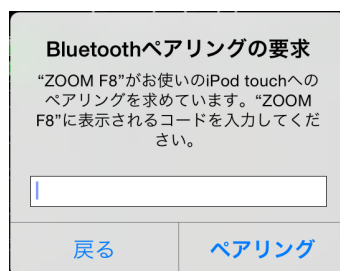 Bluetoothペアリングの要求
“ZOOM F8”がお使いのiPod touchへの
ペアリングを求めています。“ZOOM
F8”に表示されるコードを入力してくだ
さい。
戻る
ペアリング